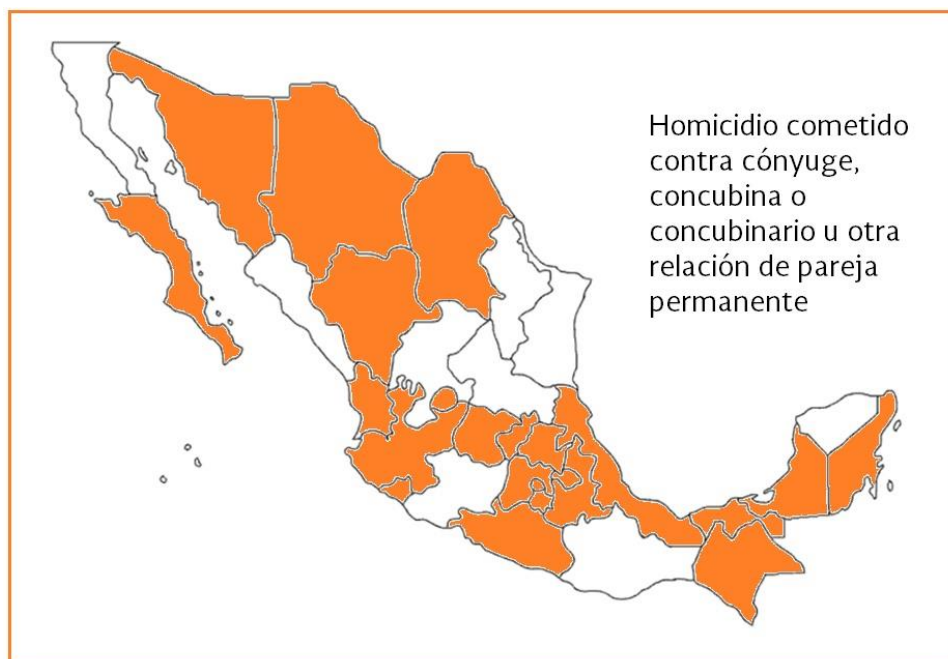 Homicidio cometido
contra cónyuge,
concubina o
concubinario u otra
relación de pareja
permanente